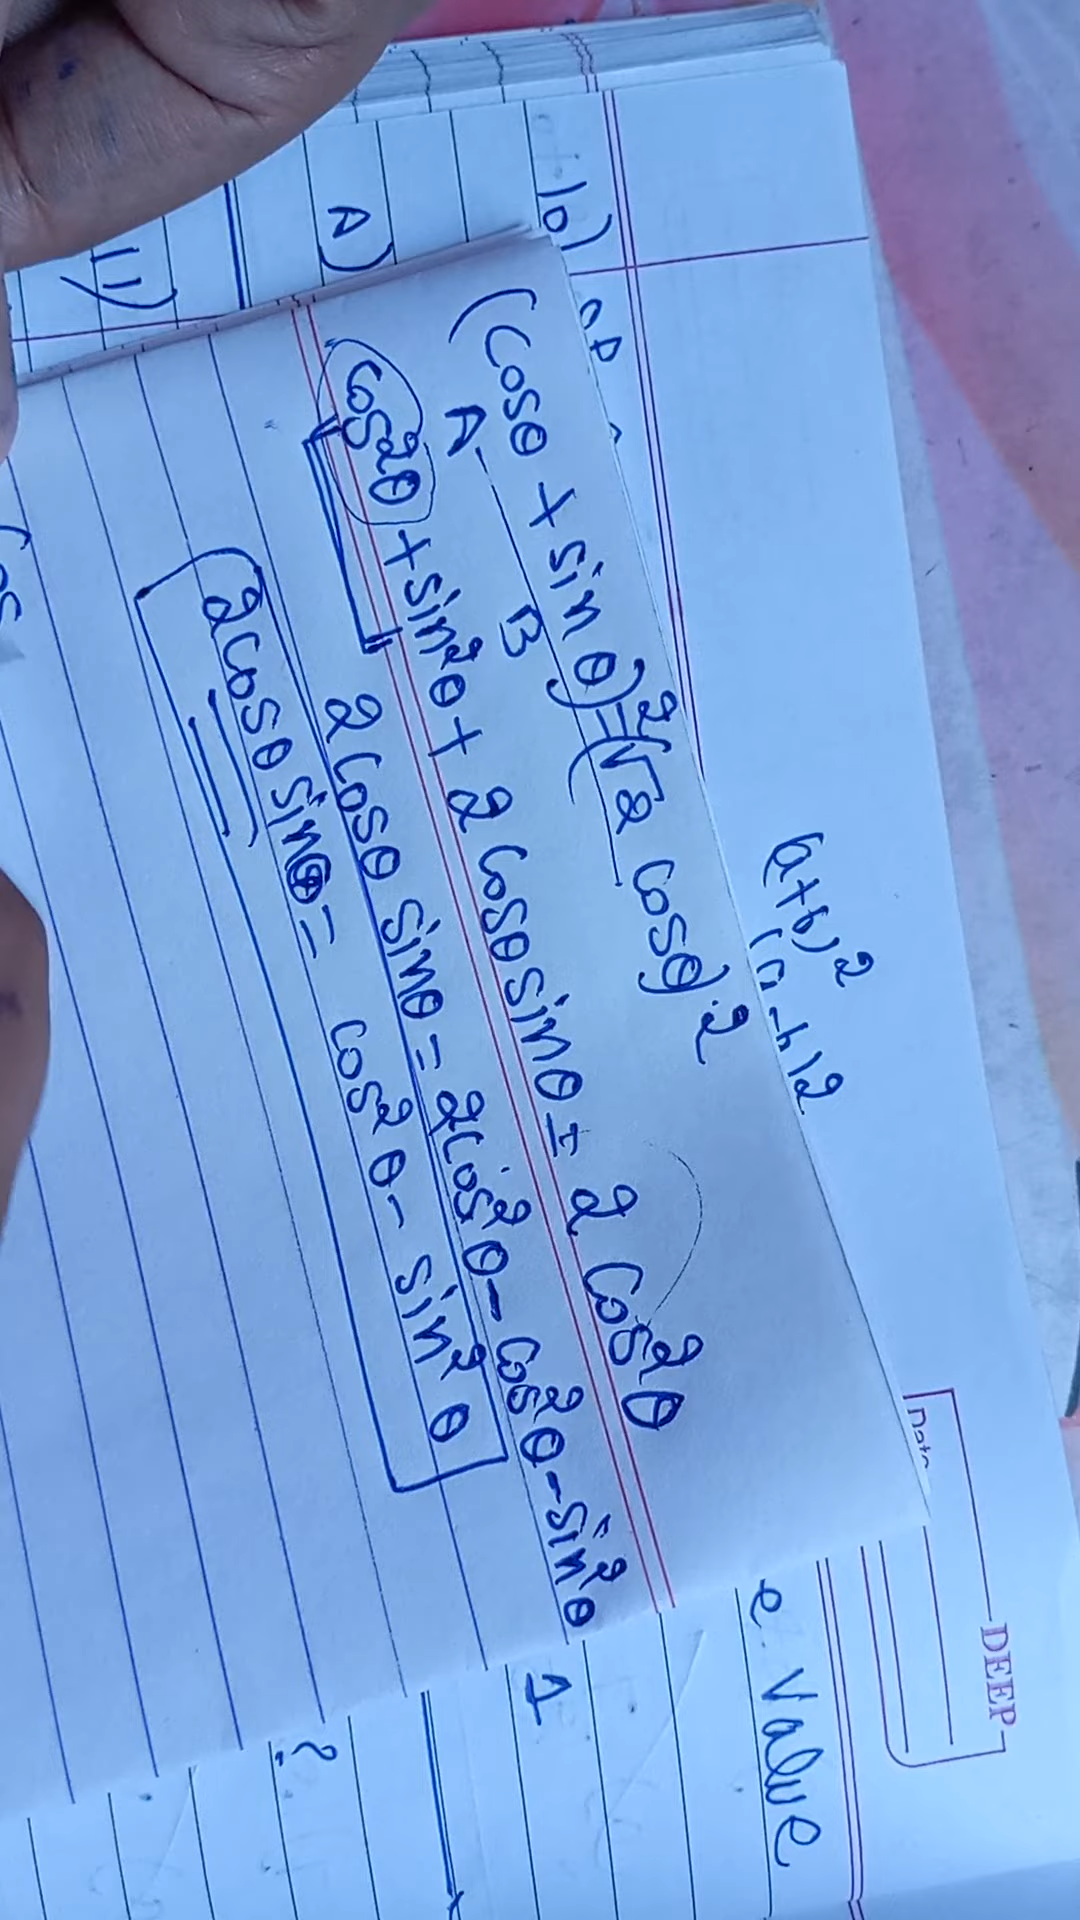 DEEP
a+b)2
(a-b)2
e Value
10)
(cosθ + sinθ)²=(√2 cosθ)²
A B
cos²θ + sin²θ + 2 cosθ sinθ = 2 cos²θ
A)
2 cosθ sinθ = 2cos²θ - cos²θ - sin²θ
1
(2cosθ sinθ = cos²θ - sin²θ
11)
?